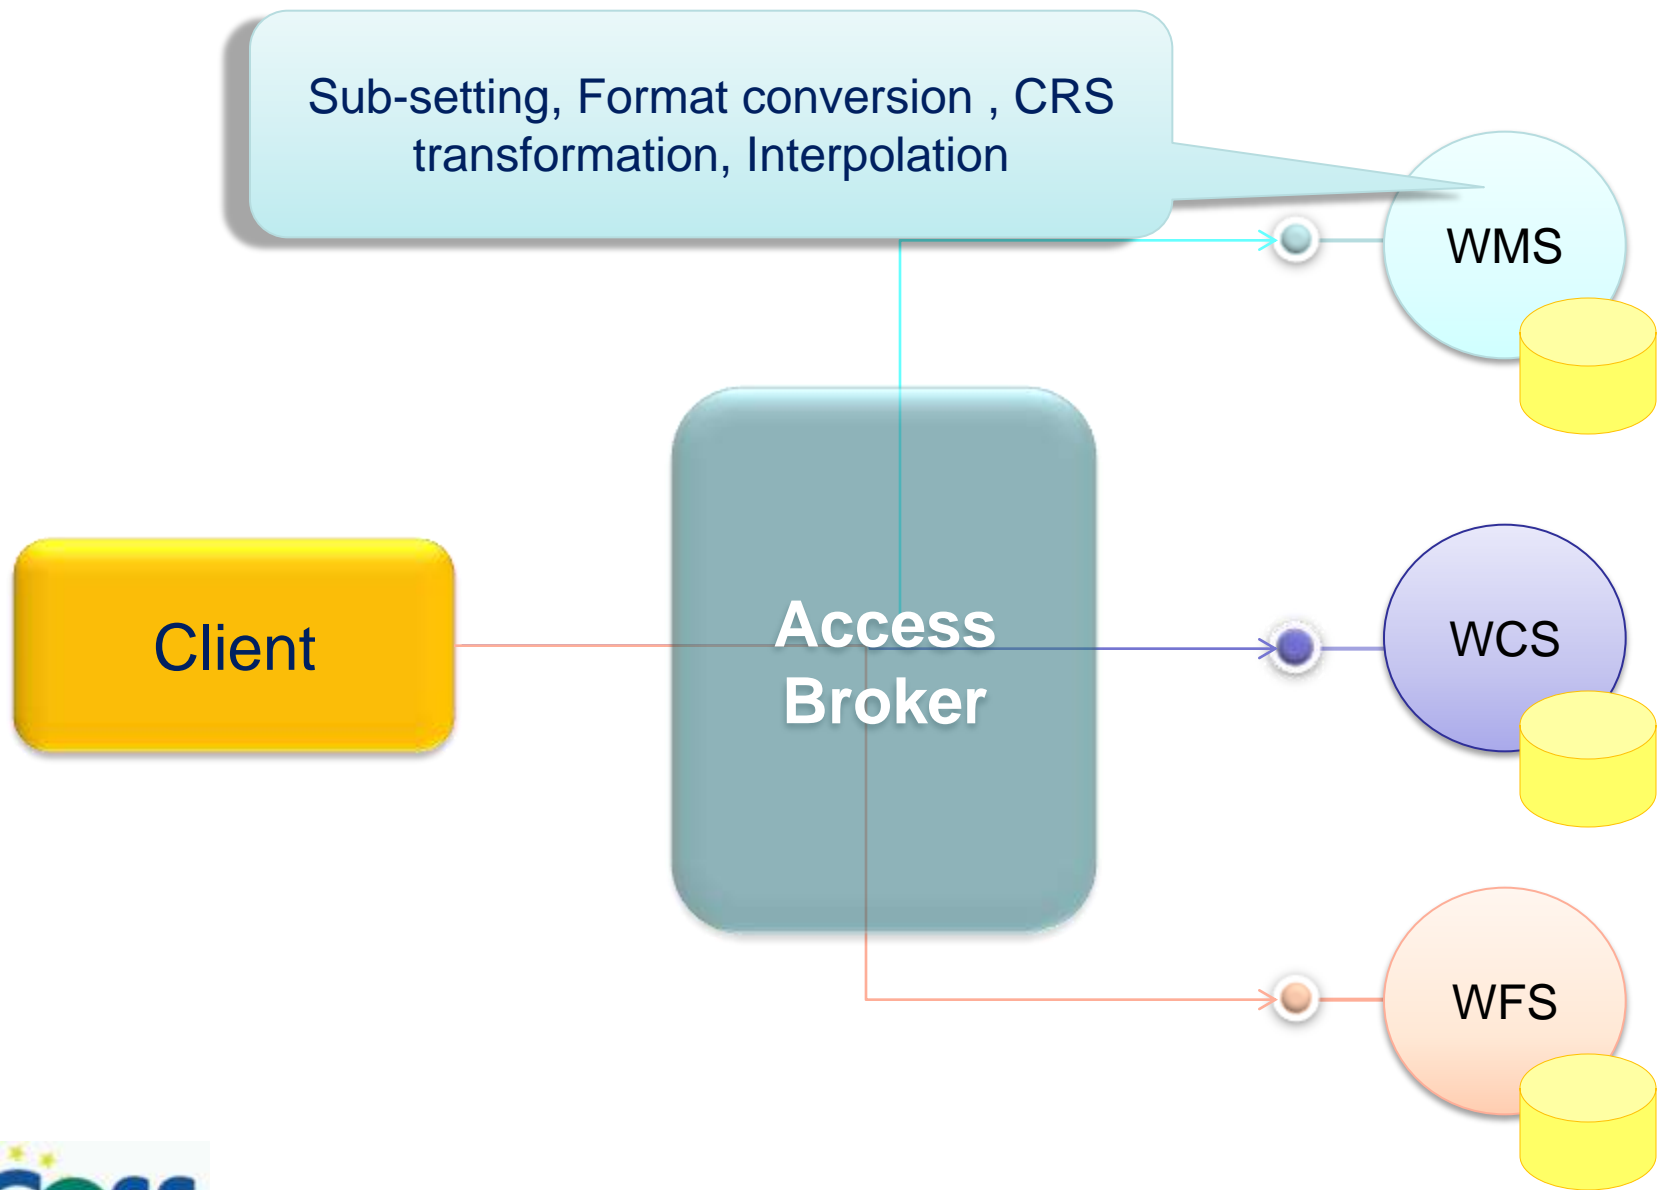 Sub-setting, Format conversion , CRS
transformation, Interpolation
WMS
Client
Access
Broker
WCS
WFS